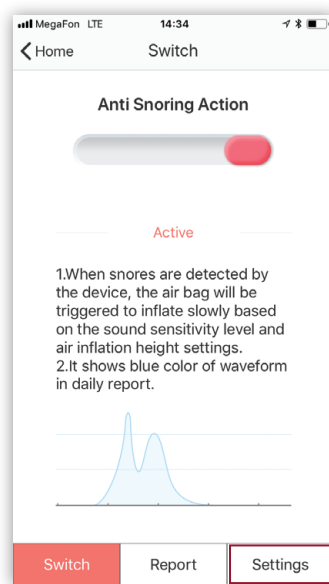 MegaFon LTE 14:34
Home Switch
Anti Snoring Action
Active
1.When snores are detected by
the device, the air bag will be
triggered to inflate slowly based
on the sound sensitivity level and
air inflation height settings.
2.It shows blue color of waveform
in daily report.
Switch Report Settings